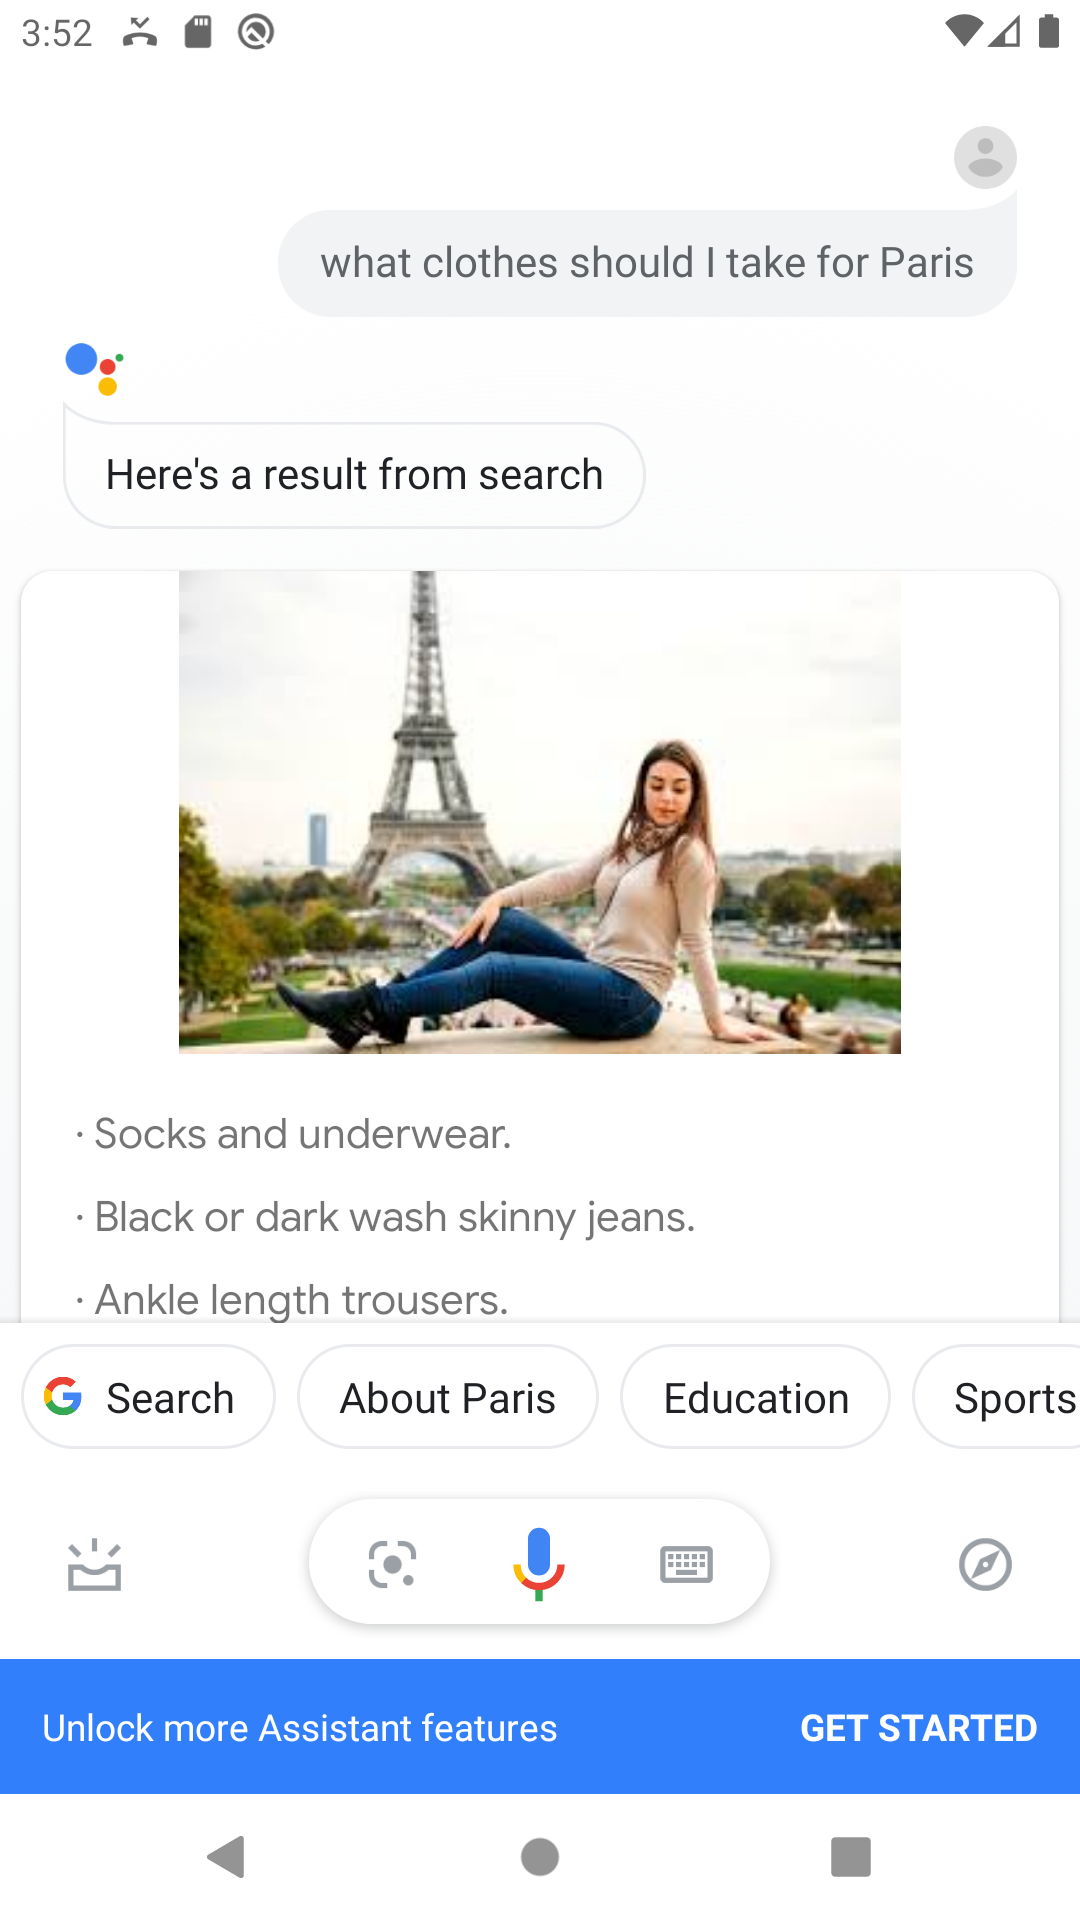 3:52
what clothes should I take for Paris
Here's a result from search
· Socks and underwear.
· Black or dark wash skinny jeans.
· Ankle length trousers.
Search
About Paris
Education
Sports
Unlock more Assistant features
GET STARTED